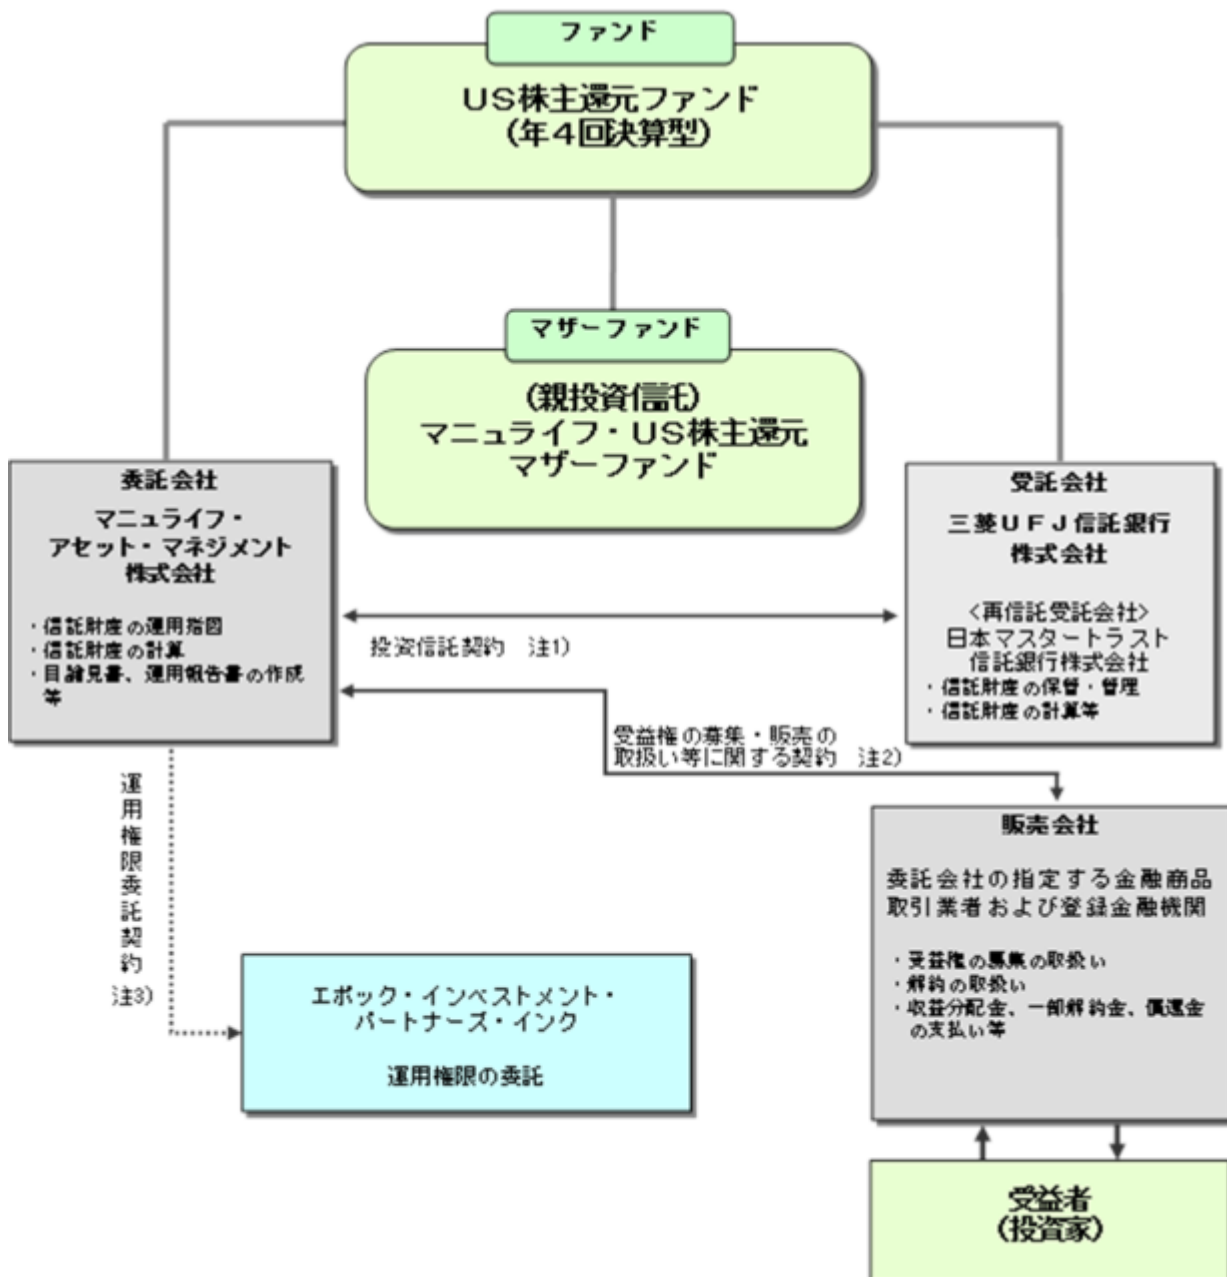 ファンド
US株主還元ファンド
(年4回決算型)
マザーファンド
(親投資信託)
マニュライフ・US株主還元
マザーファンド
委託会社
マニュライフ・
アセット・マネジメント
株式会社
・信託財産の運用指図
・信託財産の計算
・目論見書、運用報告書の作成
等
受託会社
三菱UFJ信託銀行
株式会社
<再信託受託会社>
日本マスタートラスト
信託銀行株式会社
・信託財産の保管・管理
・信託財産の計算等
投資信託契約 注1)
受益権の募集・販売の
取扱い等に関する契約 注2)
運用権限委託契約
注3)
販売会社
委託会社の指定する金融商品
取引業者および登録金融機関
・受益権の募集の取扱い
・解約の取扱い
・収益分配金、一部解約金、償還金
の支払い等
エポック・インベストメント・
パートナーズ・インク
運用権限の委託
受益者
(投資家)